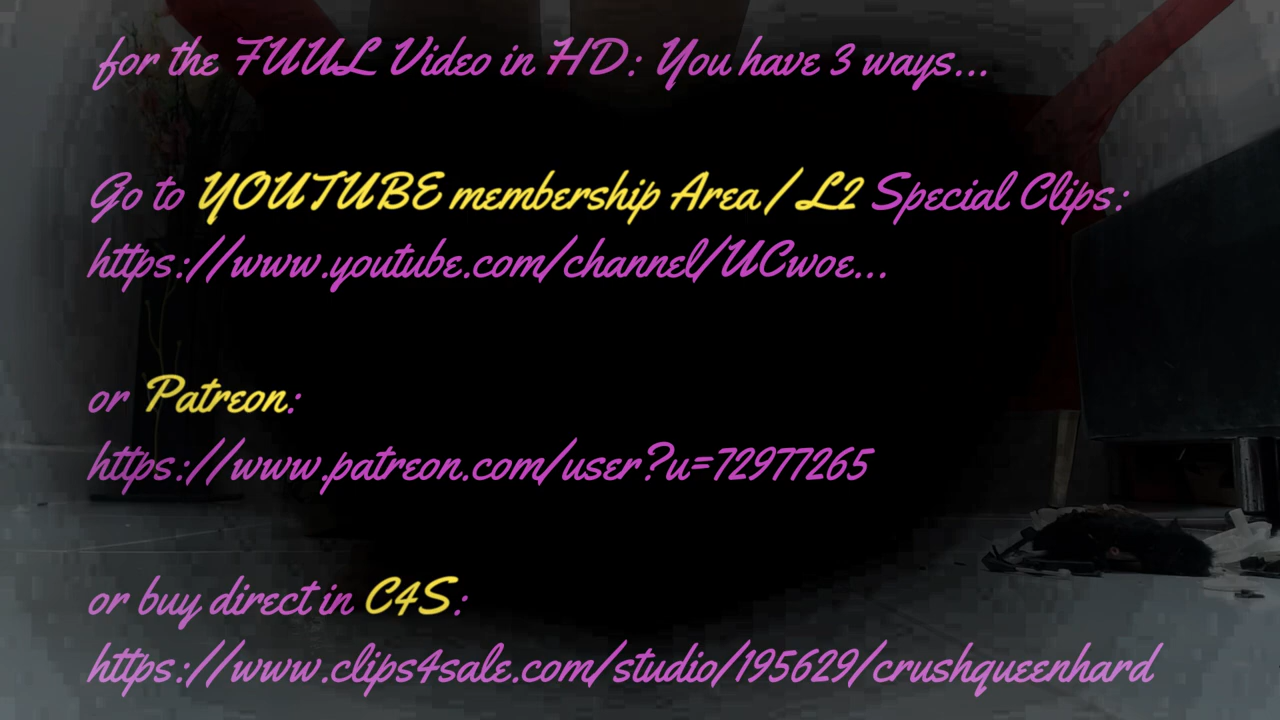 for the FUUL Video in HD: You have 3 ways...
Go to YOUTUBE membership Area/ L2 Special Clips:
https://www.youtube.com/channel/UCwoe...
or Patreon:
https://www.patreon.com/user?u=72977265
or buy direct in C4S:
https://www.clips4sale.com/studio/195629/crushqueenhard